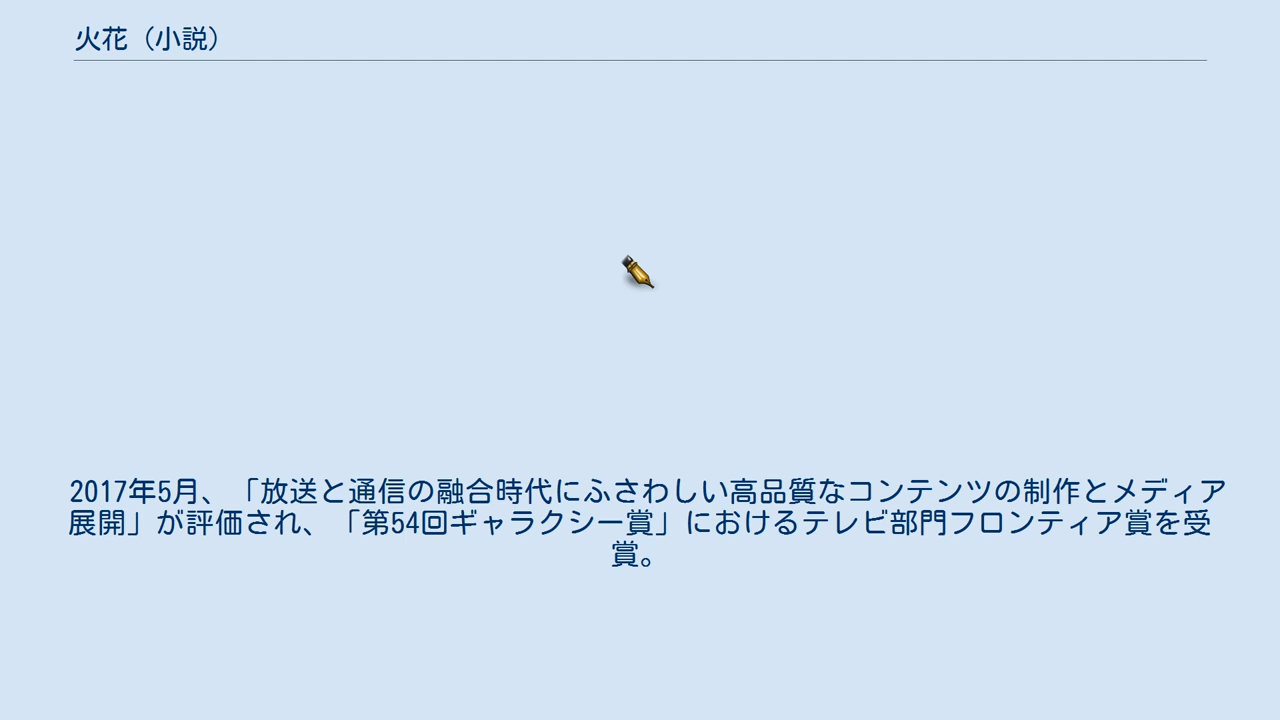 火花（小説）
2017年5月、「放送と通信の融合時代にふさわしい高品質なコンテンツの制作とメディア
展開」が評価され、「第54回ギャラクシー賞」におけるテレビ部門フロンティア賞を受
賞。